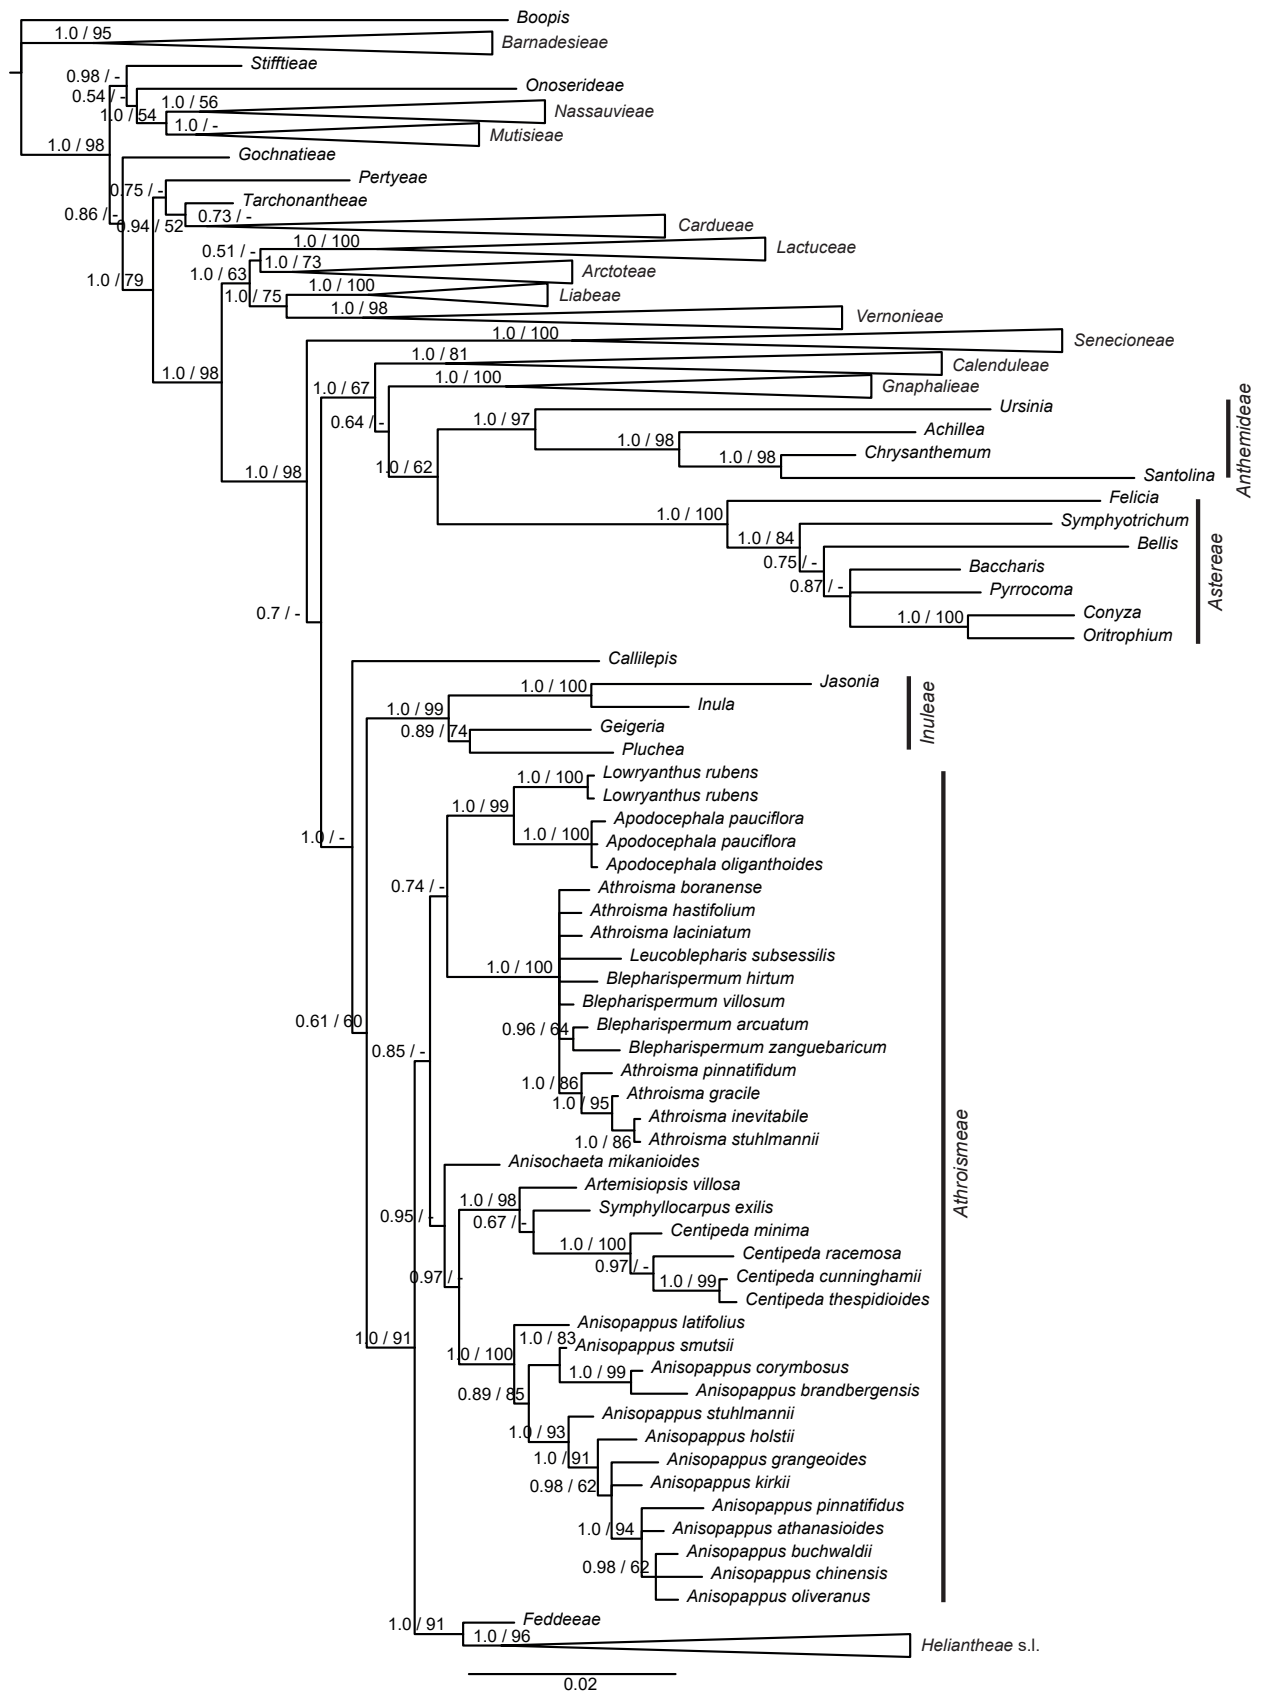 Boopis
1.0 / 95
Barnadesieae
Stifftieae
0.98 / -
Onoserideae
0.54 / -
1.0 / 56
Nassauvieae
1.0 / 54
1.0 / -
Mutisieae
1.0 / 98
Gochnatieae
Pertyeae
0.75 / -
Tarchonantheae
0.86 / -
0.73 / -
0.94 / 52
Cardueae
1.0 / 100
Lactuceae
0.51 / -
1.0 / 73
Arctoteae
1.0 / 63
1.0 / 79
1.0 / 100
Liabeae
1.0 / 75
1.0 / 98
Vernonieae
1.0 / 100
Senecioneae
1.0 / 81
Calenduleae
1.0 / 98
1.0 / 100
Gnaphalieae
1.0 / 67
Ursinia
0.64 / -
1.0 / 97
Achillea
1.0 / 98
Chrysanthemum
1.0 / 98
1.0 / 62
1.0 / 98
Santolina
Anthemideae
Felicia
1.0 / 100
Symphyotrichum
1.0 / 84
Bellis
0.75 / -
Baccharis
0.87 / -
Pyrrocoma
Conyza
1.0 / 100
Oritrophium
Astereae
0.7 / -
Callilepis
Jasonia
1.0 / 100
Inula
1.0 / 99
Geigeria
0.89 / 74
Pluchea
Inuleae
Lowryanthus rubens
1.0 / 100
Lowryanthus rubens
1.0 / 99
Apodocephala pauciflora
1.0 / 100
Apodocephala pauciflora
1.0 / -
Apodocephala oliganthoides
0.74 / -
Athroisma boranense
Athroisma hastifolium
Athroisma laciniatum
Leucoblepharis subsessilis
1.0 / 100
Blepharispermum hirtum
Blepharispermum villosum
0.61 / 60
0.96 / 64
Blepharispermum arcuatum
0.85 / -
Blepharispermum zanguebaricum
Athroisma pinnatifidum
1.0 / 86
Athroisma gracile
1.0 / 95
Athroisma inevitabile
1.0 / 86
Athroisma stuhlmannii
Anisochaeta mikanioides
Artemisiopsis villosa
1.0 / 98
Symphyllocarpus exilis
0.95 / -
0.67 / -
Centipeda minima
1.0 / 100
Centipeda racemosa
0.97 / -
0.97 / -
1.0 / 99
Centipeda cunninghamii
Centipeda thespidioides
Anisopappus latifolius
1.0 / 91
1.0 / 83
Anisopappus smutsii
1.0 / 100
Anisopappus corymbosus
1.0 / 99
Anisopappus brandbergensis
0.89 / 85
Anisopappus stuhlmannii
1.0 / 93
Anisopappus holstii
1.0 / 91
Anisopappus grangeoides
0.98 / 62
Anisopappus kirkii
Anisopappus pinnatifidus
1.0 / 94
Anisopappus athanasioides
Anisopappus buchwaldii
0.98 / 62
Anisopappus chinensis
Anisopappus oliveranus
Athroismeae
Feddeeae
1.0 / 91
1.0 / 96
Heliantheae s.l.
0.02